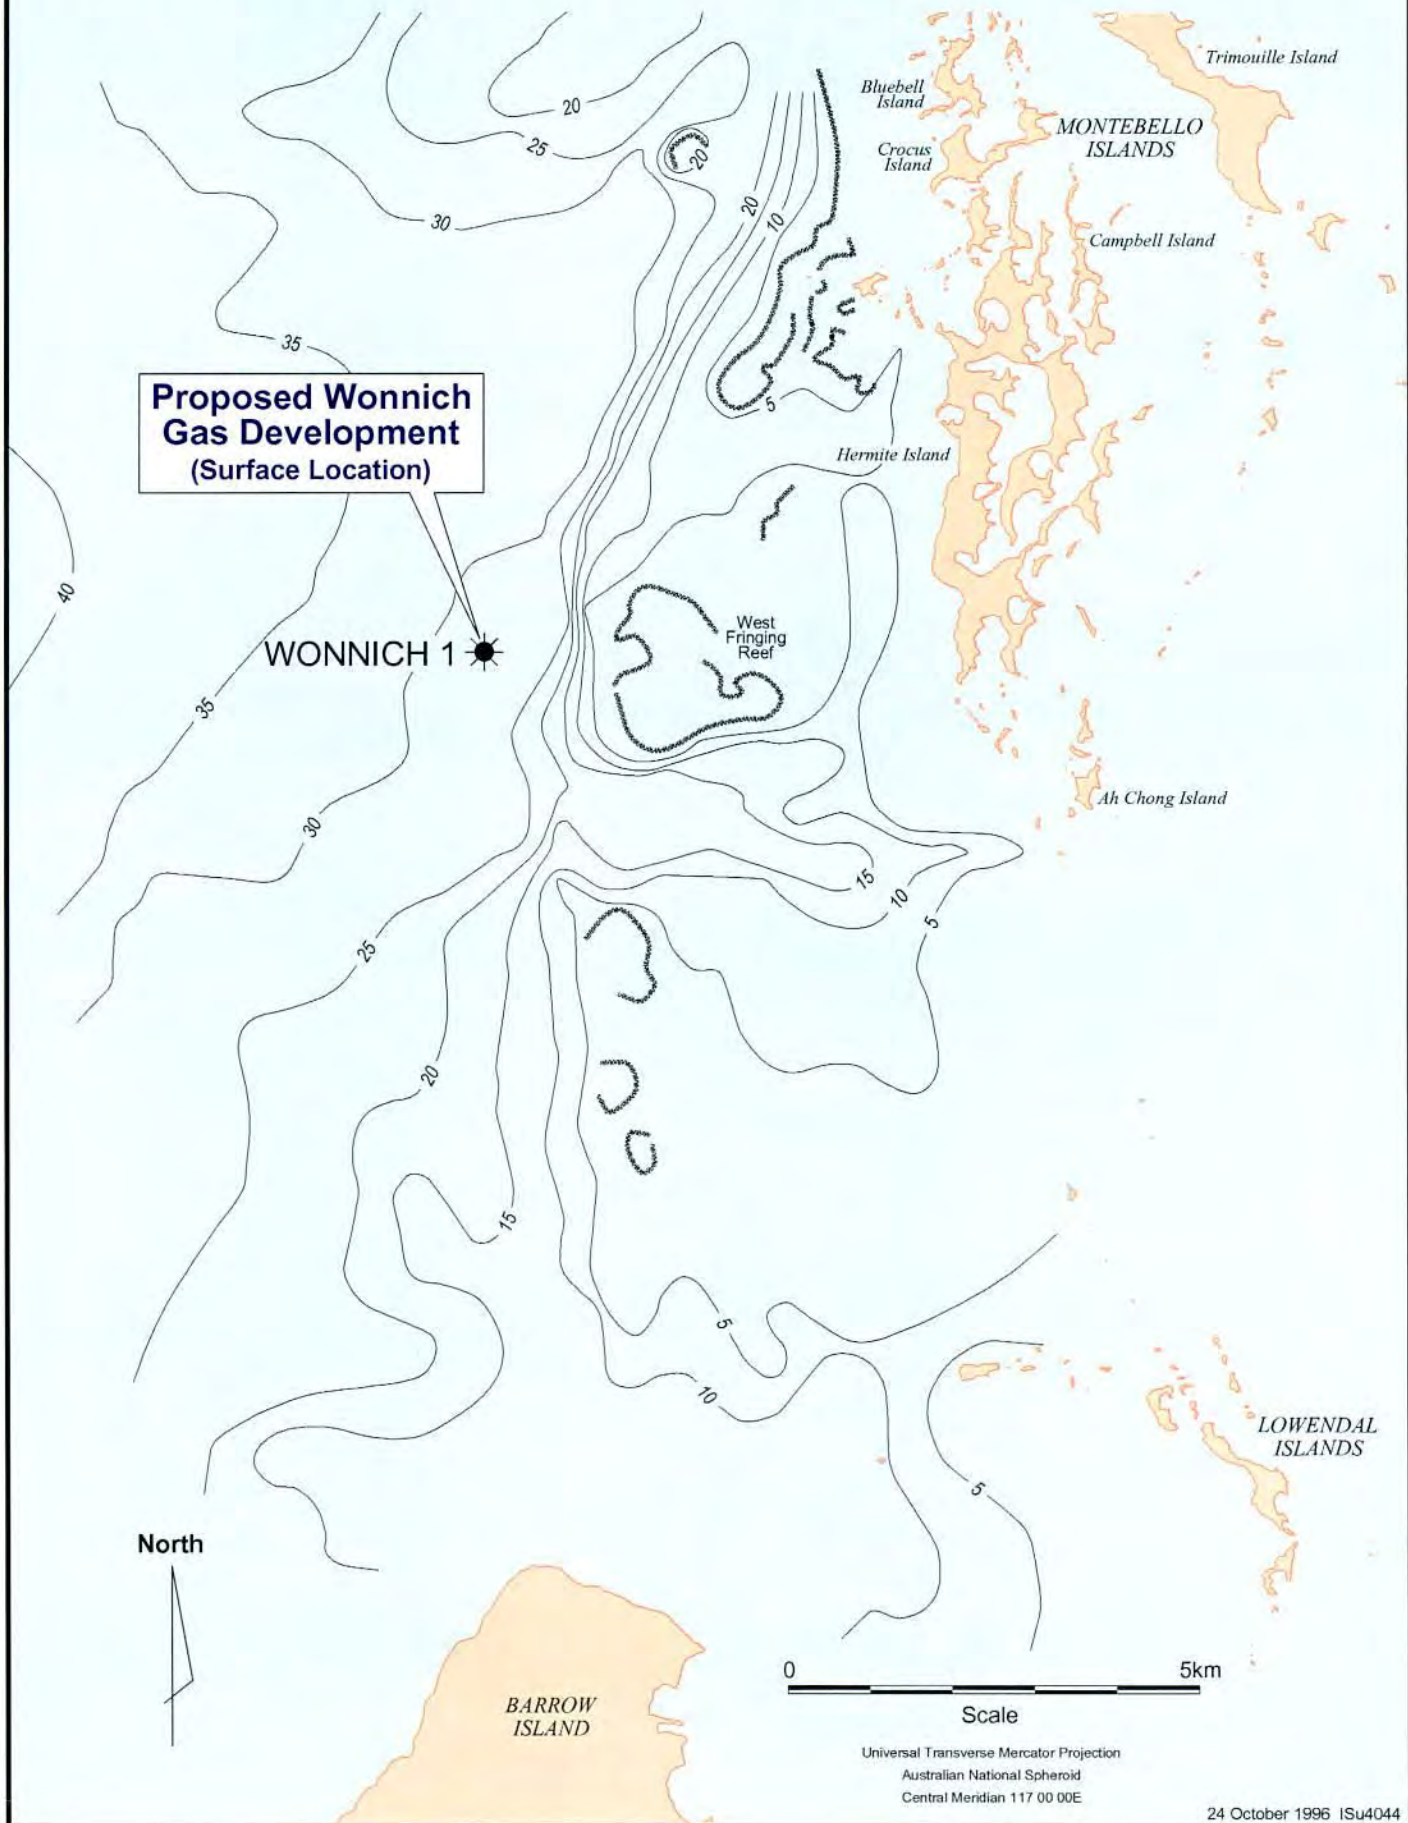 Trimouille Island
Bluebell
Island
MONTEBELLO
ISLANDS
20
25
Crocus
Island
20
30
20
10
Campbell Island
35
Proposed Wonnich
Gas Development
(Surface Location)
5
Hermite Island
40
West
Fringing
Reef
WONNICH 1
35
Ah Chong Island
30
15
10
5
25
20
15
5
10
LOWENDAL
ISLANDS
5
North
0 5km
Scale
BARROW
ISLAND
Universal Transverse Mercator Projection
Australian National Spheroid
Central Meridian 117 00 00E
24 October 1996 ISu4044